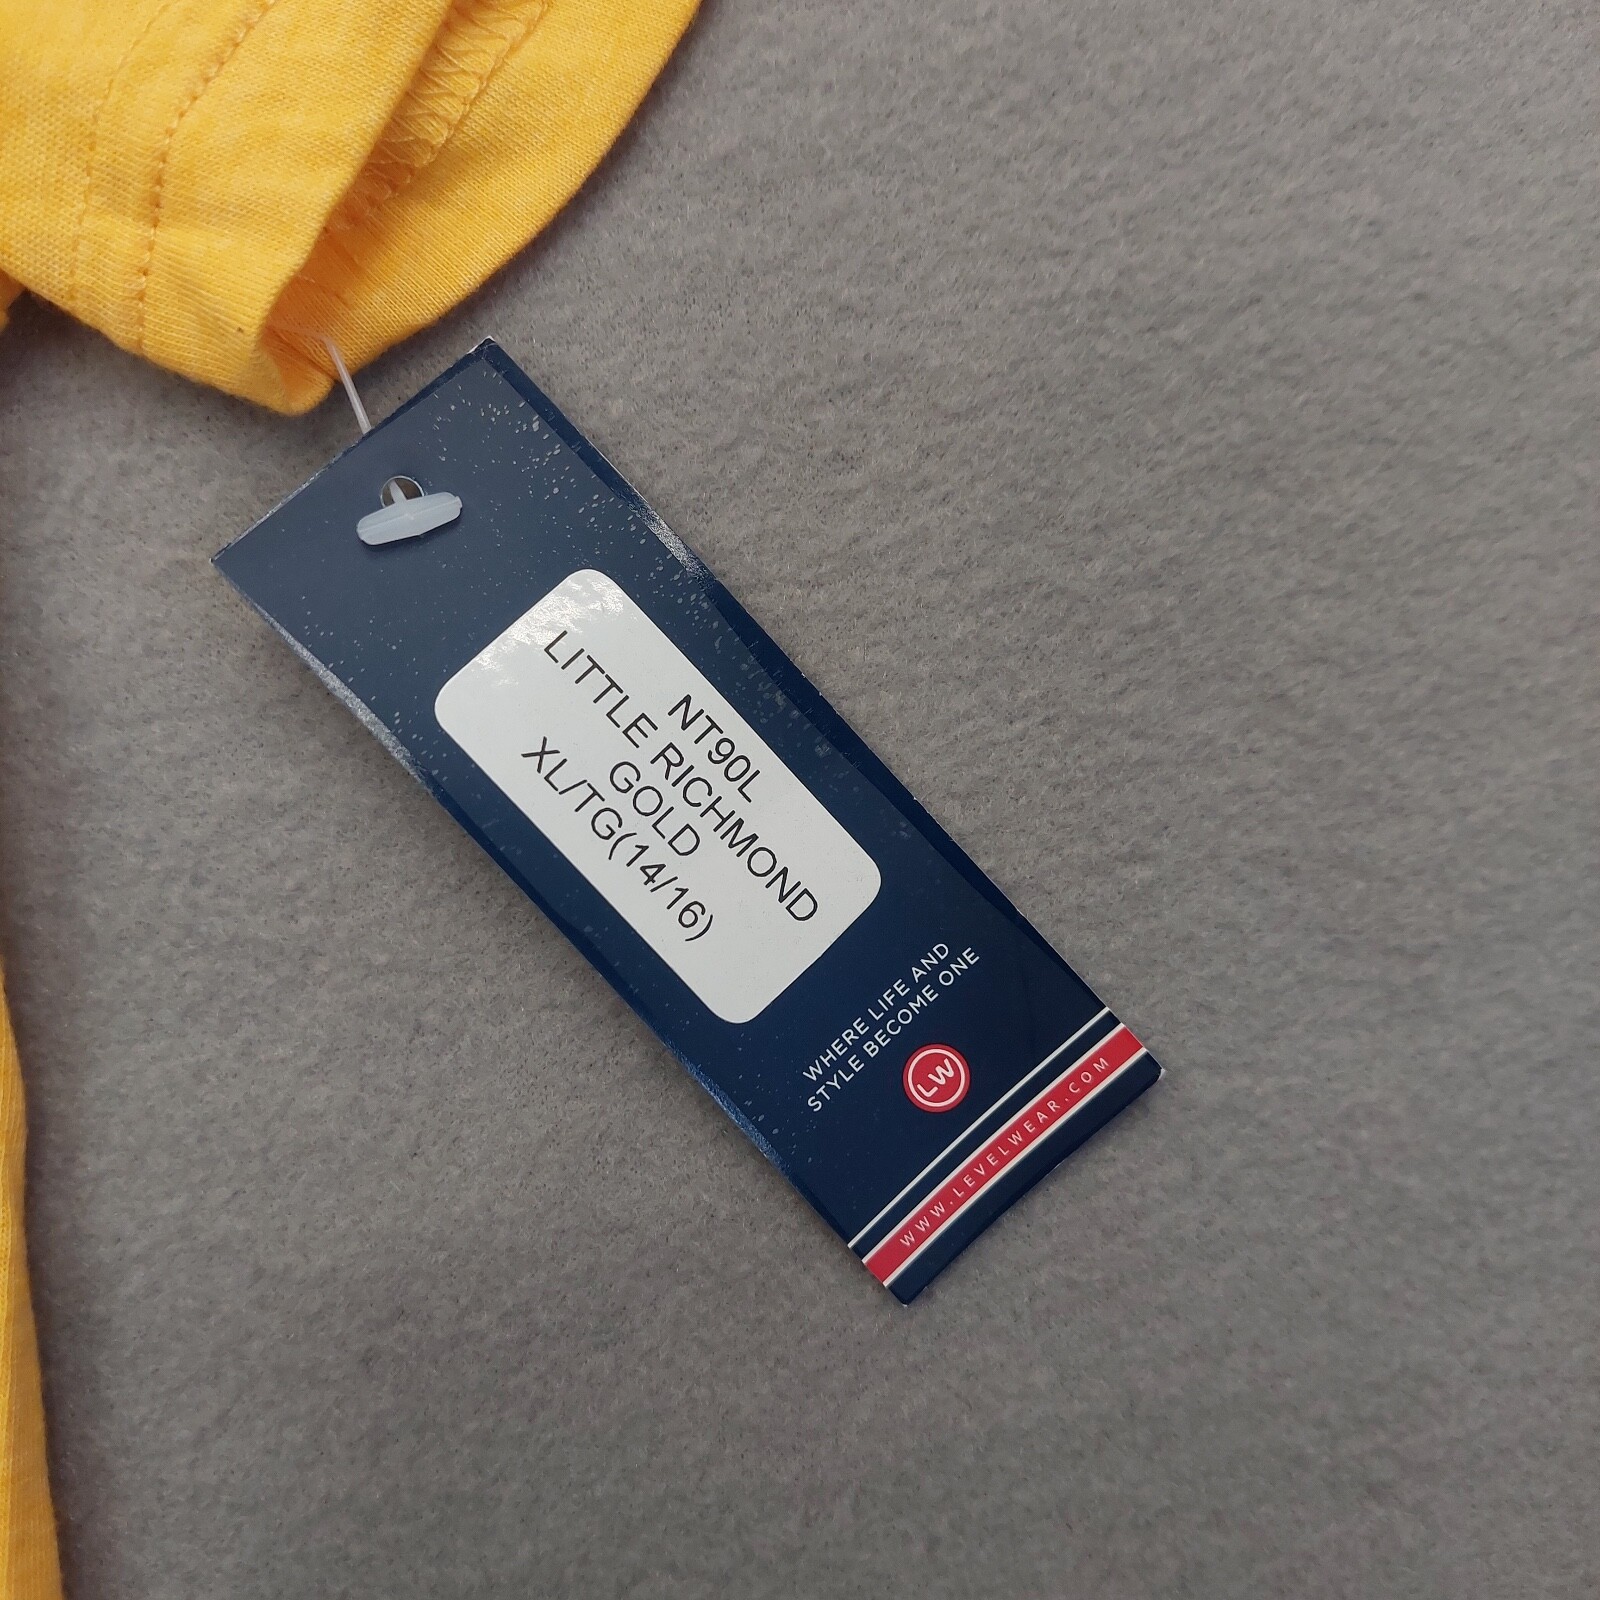 NT90L
LITTLE RICHMOND
GOLD
XL/TG(14/16)
WHERE LIFE AND
STYLE BECOME ONE
LW
WWW.LEVELWEAR.COM